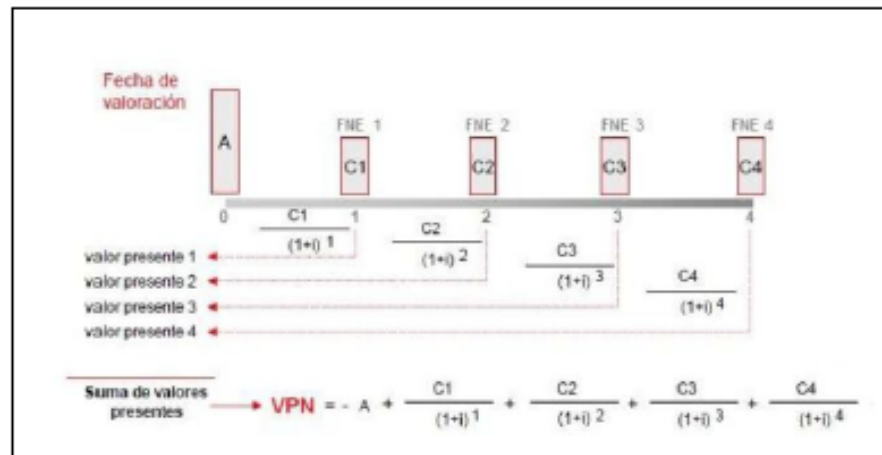 Fecha de
valoración
FNE 1 FNE 2 FNE 3 FNE 4
A
C1 C2 C3 C4
0 1 2 3 4
C1
(1+i) 1
C2
(1+i) 2
C3
(1+i) 3
C4
(1+i) 4
valor presente 1
valor presente 2
valor presente 3
valor presente 4
Suma de valores
presentes
VPN = - A + C1 + C2 + C3 + C4
(1+i) 1 (1+i) 2 (1+i) 3 (1+i) 4